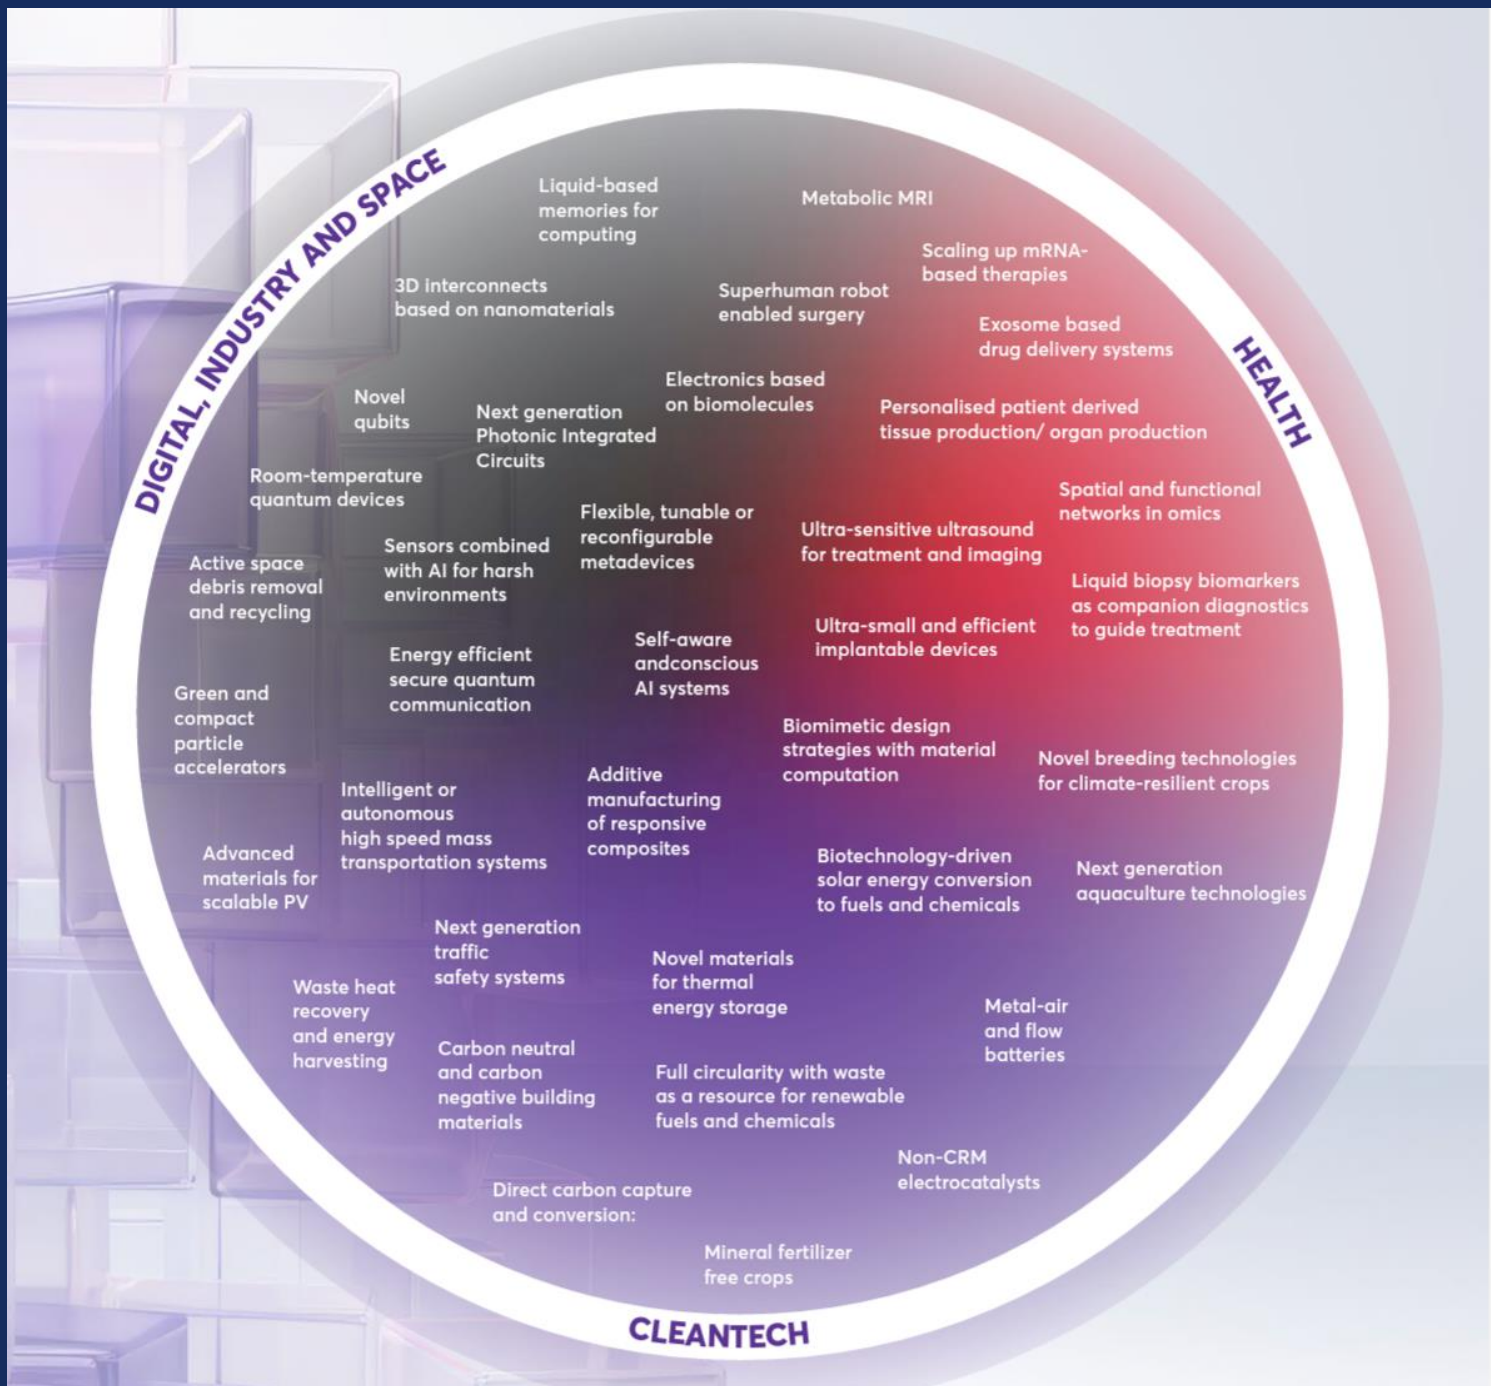 DIGITAL, INDUSTRY AND SPACE
HEALTH
CLEANTECH
Liquid-based
memories for
computing
Metabolic MRI
Scaling up mRNA-
based therapies
3D interconnects
based on nanomaterials
Superhuman robot
enabled surgery
Exosome based
drug delivery systems
Novel
qubits
Next generation
Photonic Integrated
Circuits
Electronics based
on biomolecules
Personalised patient derived
tissue production/ organ production
Room-temperature
quantum devices
Flexible, tunable or
reconfigurable
metadevices
Ultra-sensitive ultrasound
for treatment and imaging
Spatial and functional
networks in omics
Active space
debris removal
and recycling
Sensors combined
with AI for harsh
environments
Liquid biopsy biomarkers
as companion diagnostics
to guide treatment
Energy efficient
secure quantum
communication
Self-aware
andconscious
AI systems
Ultra-small and efficient
implantable devices
Green and
compact
particle
accelerators
Biomimetic design
strategies with material
computation
Novel breeding technologies
for climate-resilient crops
Intelligent or
autonomous
high speed mass
transportation systems
Additive
manufacturing
of responsive
composites
Advanced
materials for
scalable PV
Biotechnology-driven
solar energy conversion
to fuels and chemicals
Next generation
aquaculture technologies
Next generation
traffic
safety systems
Novel materials
for thermal
energy storage
Waste heat
recovery
and energy
harvesting
Metal-air
and flow
batteries
Carbon neutral
and carbon
negative building
materials
Full circularity with waste
as a resource for renewable
fuels and chemicals
Non-CRM
electrocatalysts
Direct carbon capture
and conversion:
Mineral fertilizer
free crops